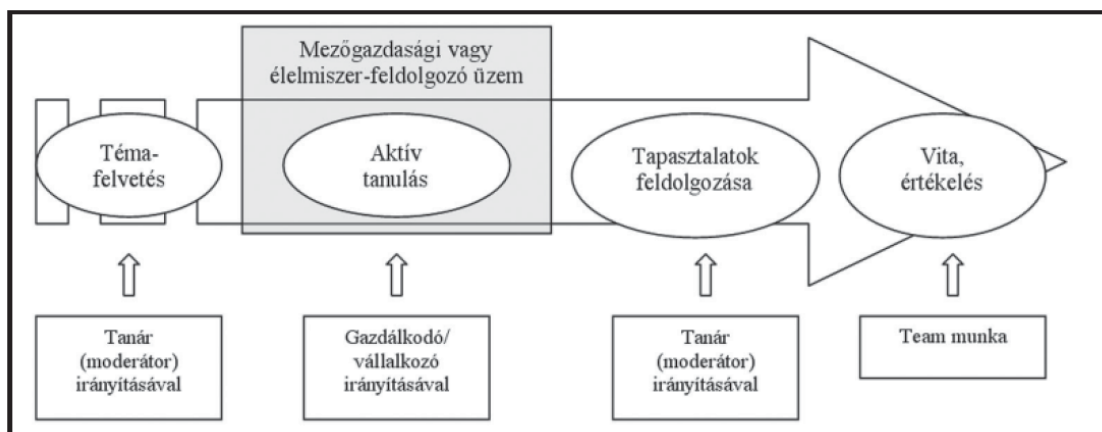 Mezőgazdasági vagy
élelmiszer-feldolgozó üzem
Téma-
felvetés
Aktív
tanulás
Tapasztalatok
feldolgozása
Vita,
értékelés
Tanár
(moderátor)
irányításával
Gazdálkodó/
vállalkozó
irányításával
Tanár
(moderátor)
irányításával
Team munka